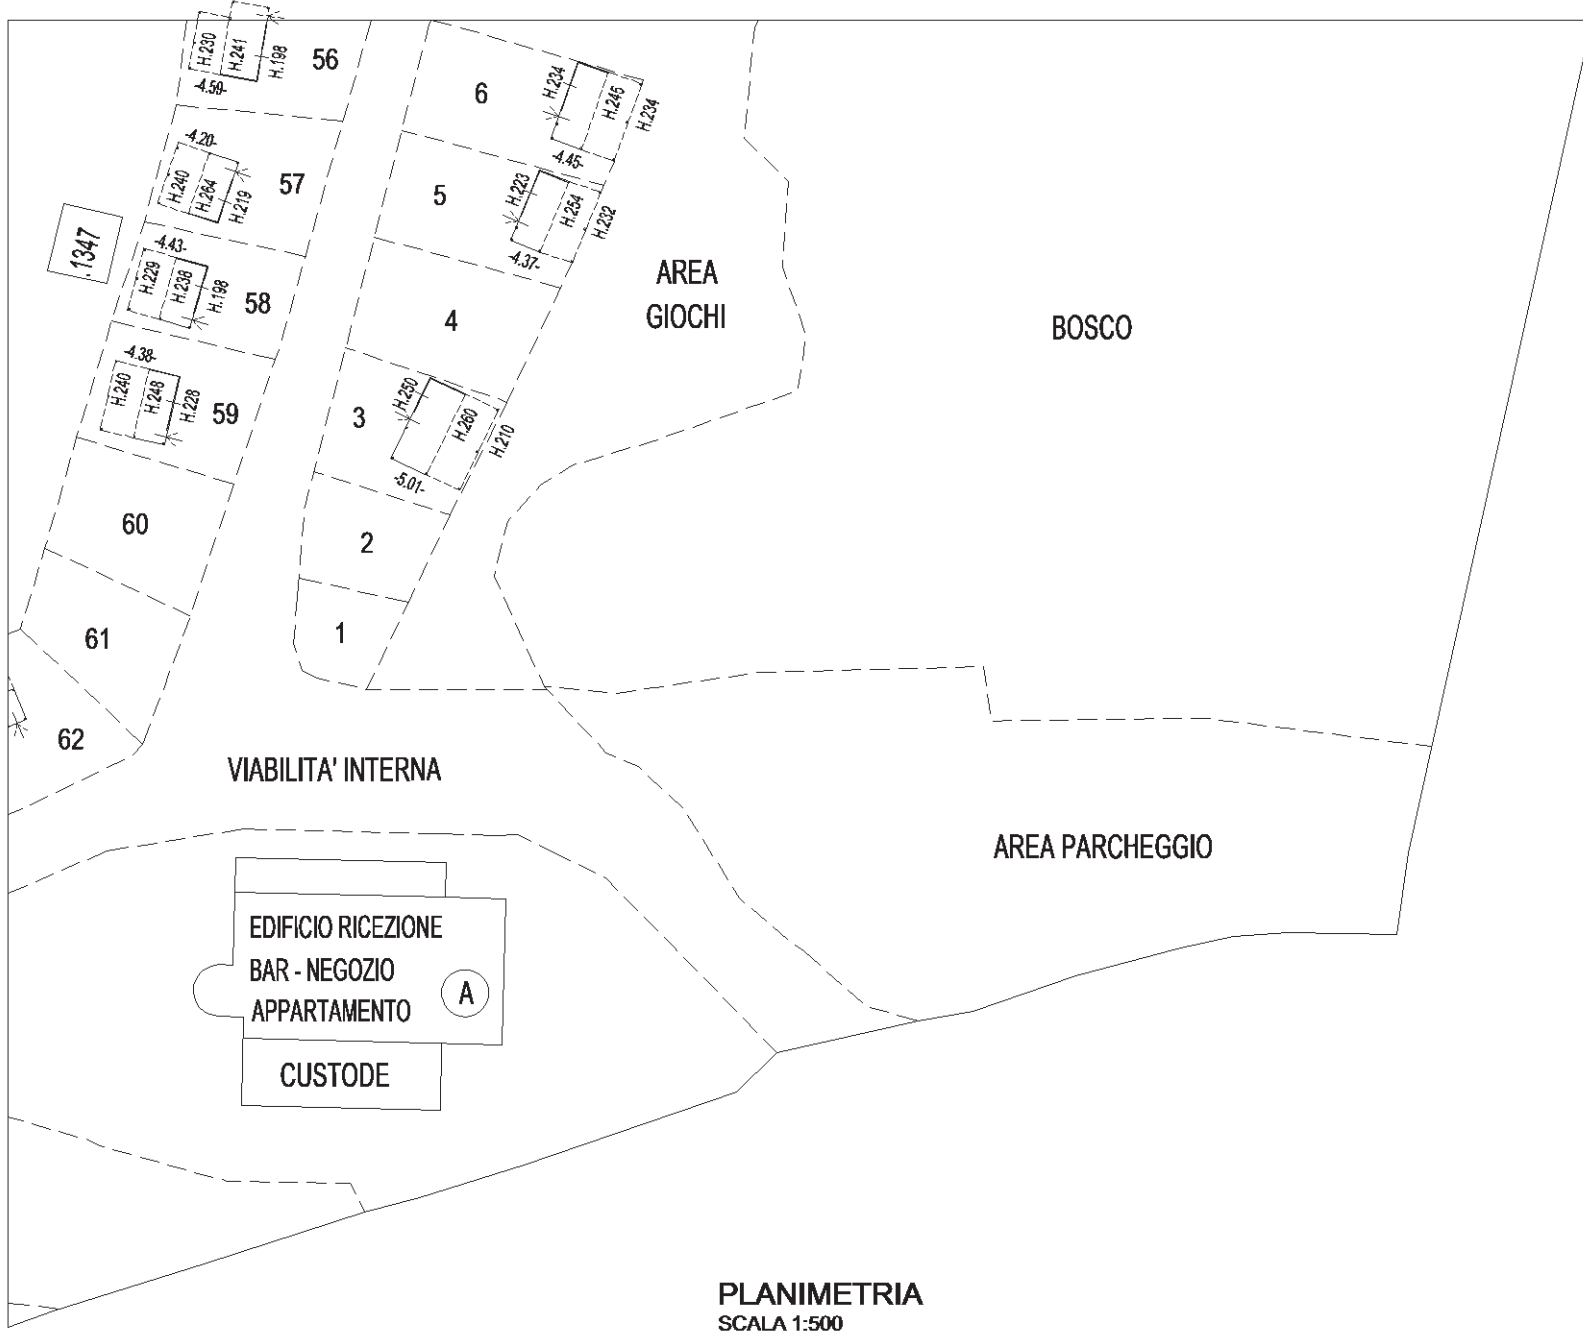 H.230
H.241
H.198
56
-4.59-
-4.20-
57
H.240
H.264
H.219
.1347
-4.43-
58
H.229
H.238
H.198
-4.38-
59
H.240
H.248
H.228
60
61
62
6
H.234
H.245
H.234
-4.45-
5
H.223
H.254
H.232
-4.37-
4
3
H.250
H.260
H.210
-5.01-
2
1
AREA
GIOCHI
BOSCO
VIABILITA' INTERNA
AREA PARCHEGGIO
EDIFICIO RICEZIONE
BAR - NEGOZIO
APPARTAMENTO
A
CUSTODE
PLANIMETRIA
SCALA 1:500